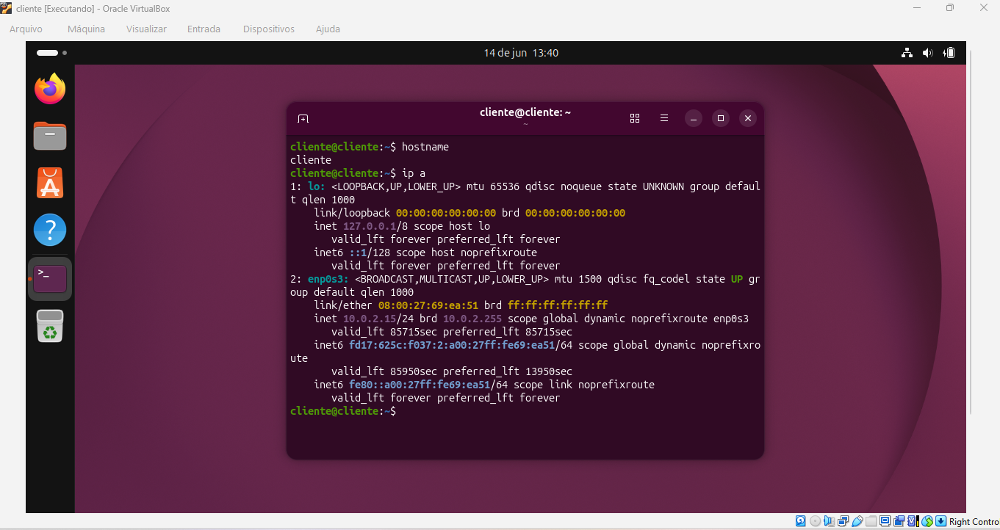 cliente [Executando] - Oracle VirtualBox
Arquivo Máquina Visualizar Entrada Dispositivos Ajuda
14 de jun 13:40
cliente@cliente: ~
~
cliente@cliente:~$ hostname
cliente
cliente@cliente:~$ ip a
1: lo: <LOOPBACK,UP,LOWER_UP> mtu 65536 qdisc noqueue state UNKNOWN group defaul
t qlen 1000
    link/loopback 00:00:00:00:00:00 brd 00:00:00:00:00:00
    inet 127.0.0.1/8 scope host lo
       valid_lft forever preferred_lft forever
    inet6 ::1/128 scope host noprefixroute
       valid_lft forever preferred_lft forever
2: enp0s3: <BROADCAST,MULTICAST,UP,LOWER_UP> mtu 1500 qdisc fq_codel state UP gr
oup default qlen 1000
    link/ether 08:00:27:69:ea:51 brd ff:ff:ff:ff:ff:ff
    inet 10.0.2.15/24 brd 10.0.2.255 scope global dynamic noprefixroute enp0s3
       valid_lft 85715sec preferred_lft 85715sec
    inet6 fd17:625c:f037:2:a00:27ff:fe69:ea51/64 scope global dynamic noprefixro
ute
       valid_lft 85950sec preferred_lft 13950sec
    inet6 fe80::a00:27ff:fe69:ea51/64 scope link noprefixroute
       valid_lft forever preferred_lft forever
cliente@cliente:~$
Right Contro